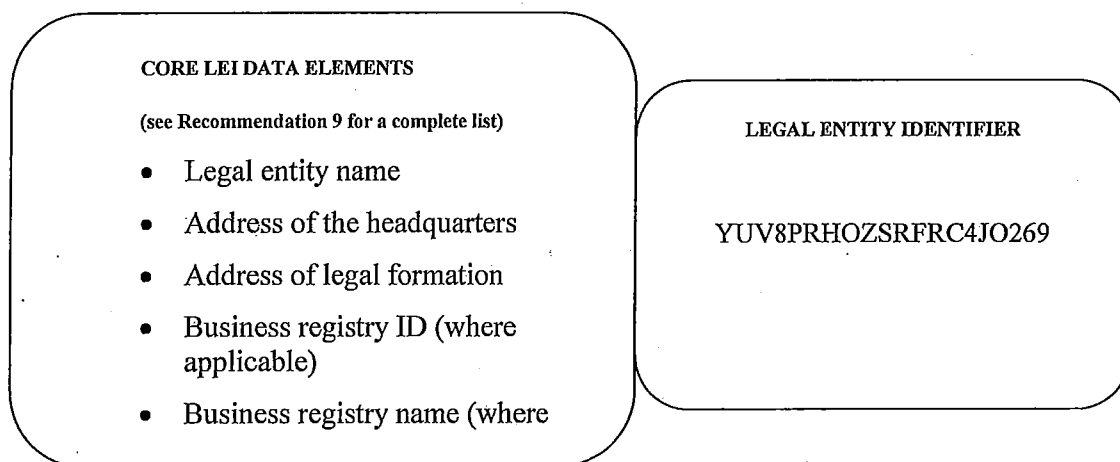 CORE LEI DATA ELEMENTS
(see Recommendation 9 for a complete list)
• Legal entity name
• Address of the headquarters
• Address of legal formation
• Business registry ID (where
applicable)
• Business registry name (where
LEGAL ENTITY IDENTIFIER
YUV8PRHOZSRFRC4JO269